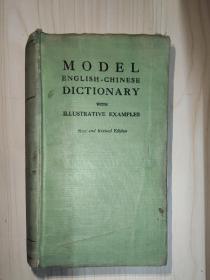 MODEL
ENGLISH-CHINESE
DICTIONARY
WITH
ILLUSTRATIVE EXAMPLES
New and Revised Edition